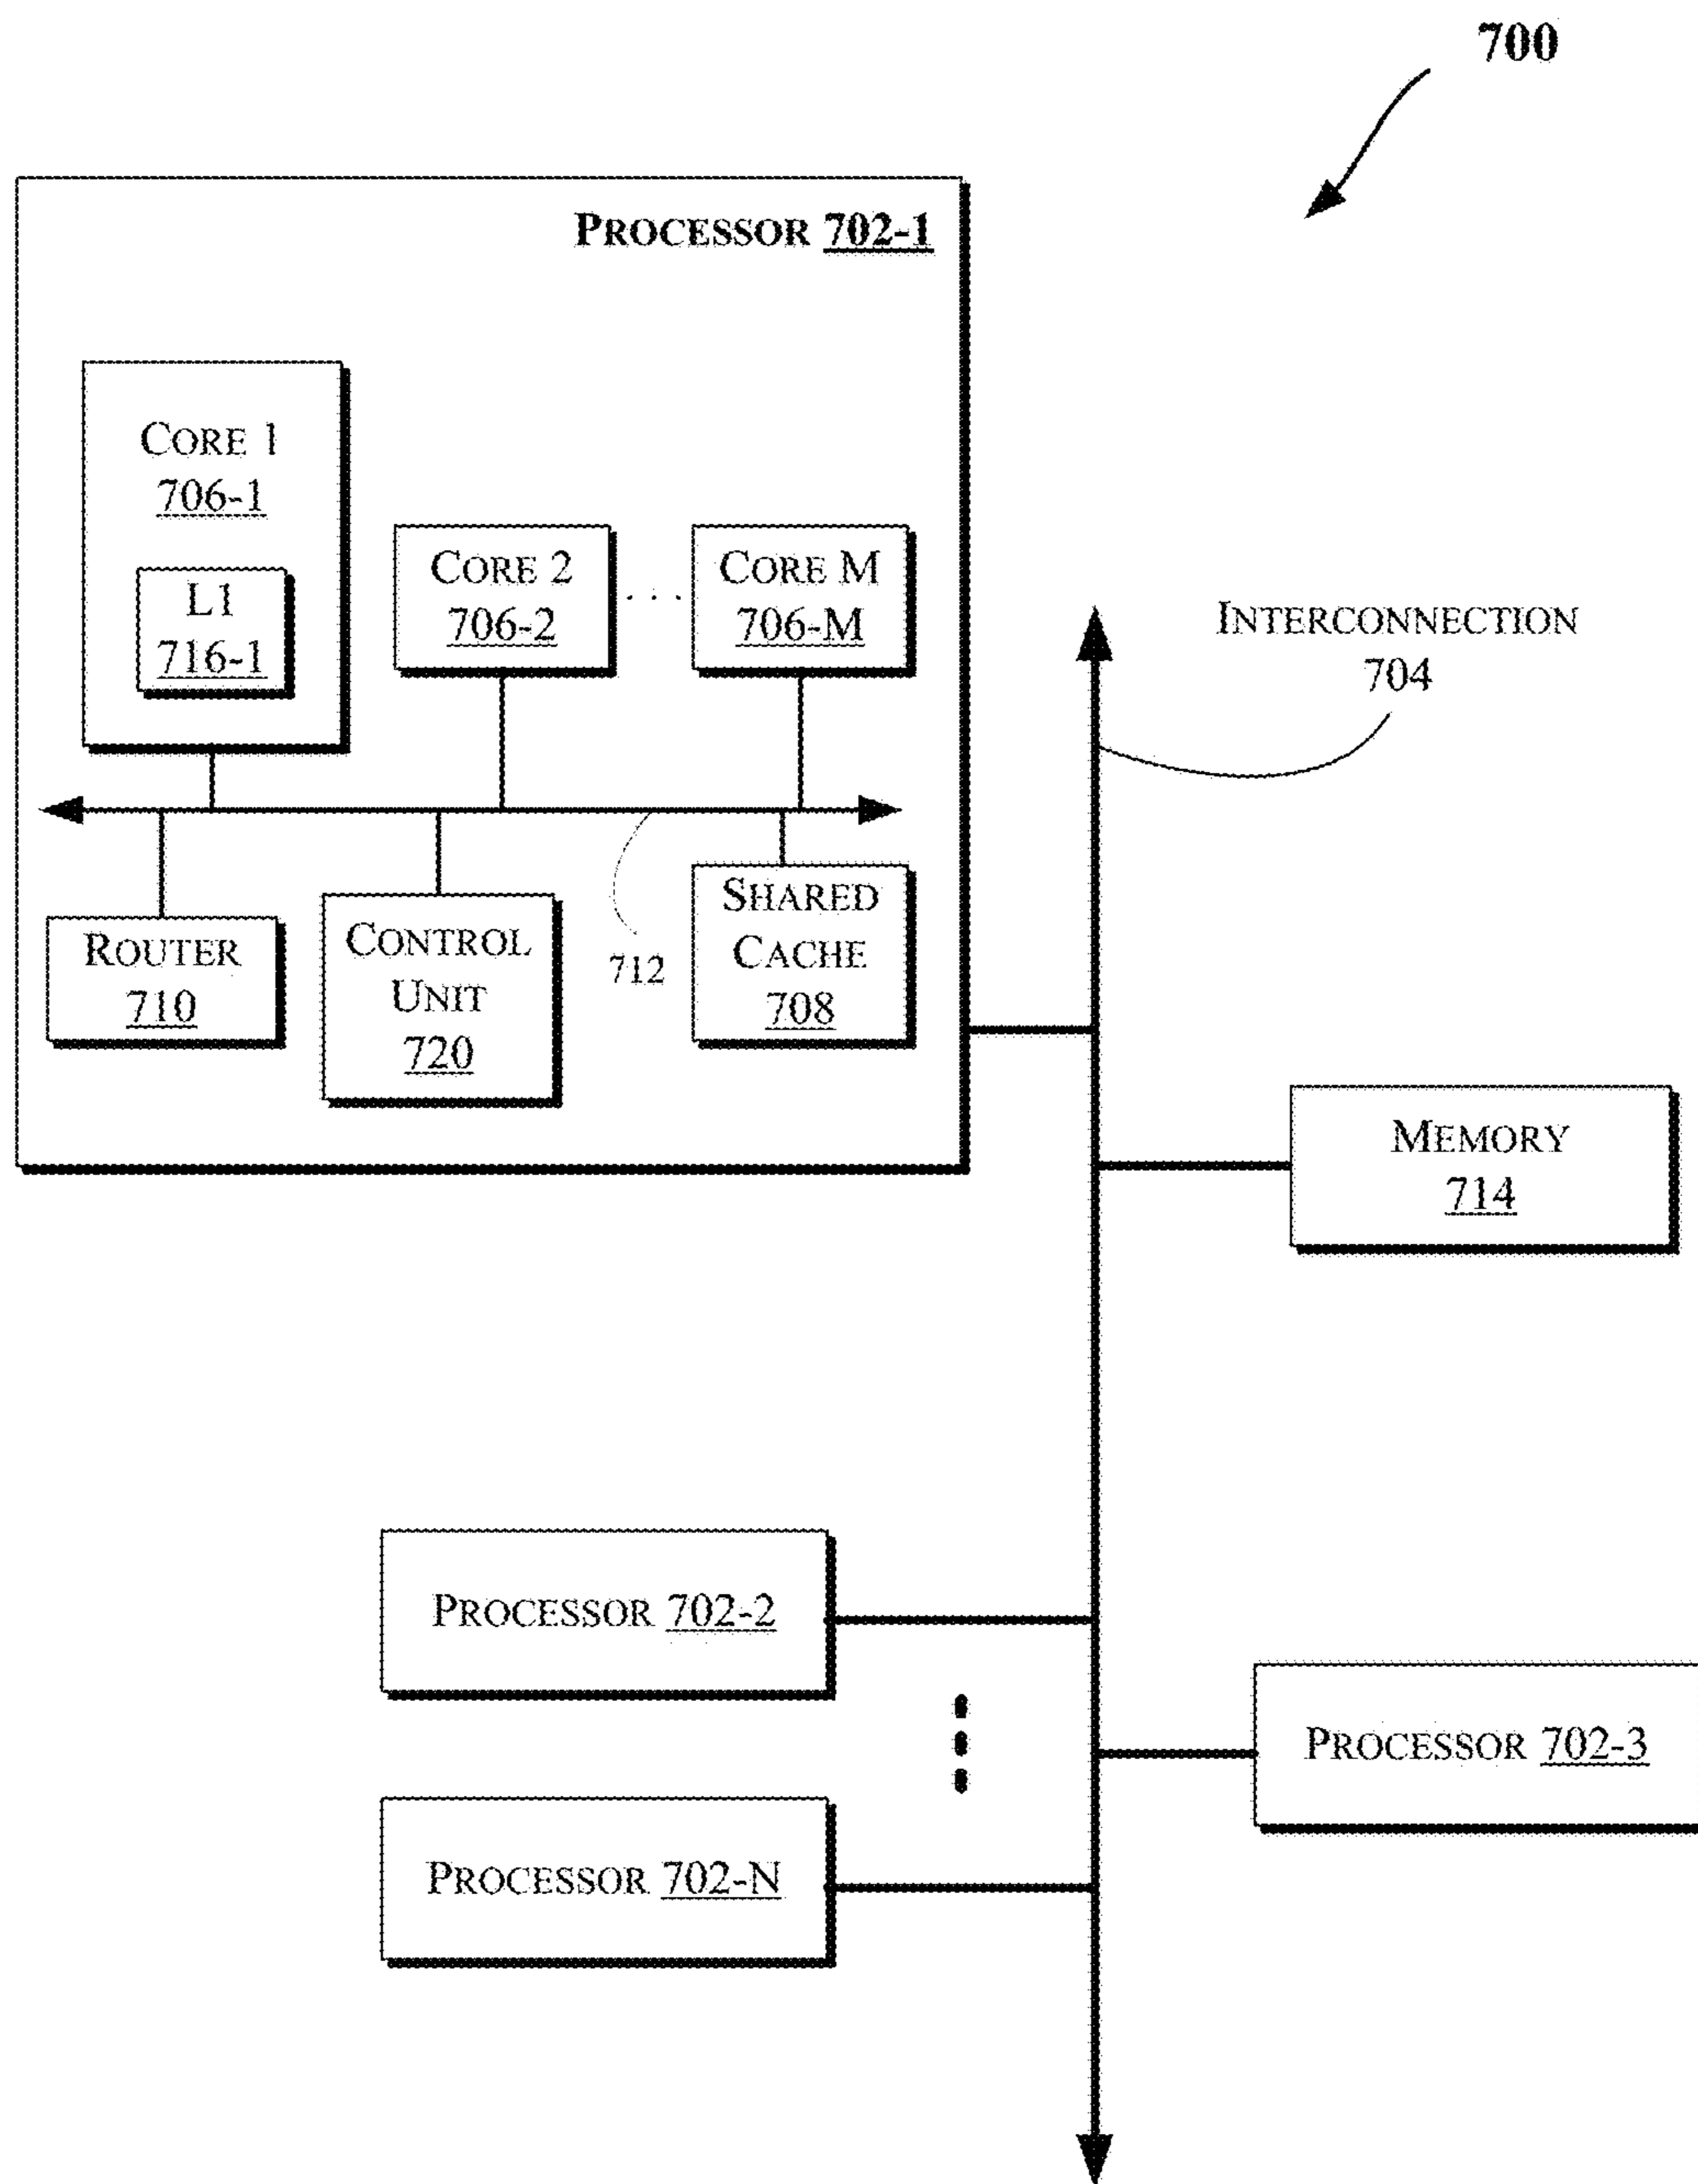 700
PROCESSOR 702-1
CORE 1
706-1
L1
716-1
CORE 2
706-2
. . .
CORE M
706-M
INTERCONNECTION
704
ROUTER
710
CONTROL
UNIT
720
712
SHARED
CACHE
708
MEMORY
714
PROCESSOR 702-2
PROCESSOR 702-3
PROCESSOR 702-N